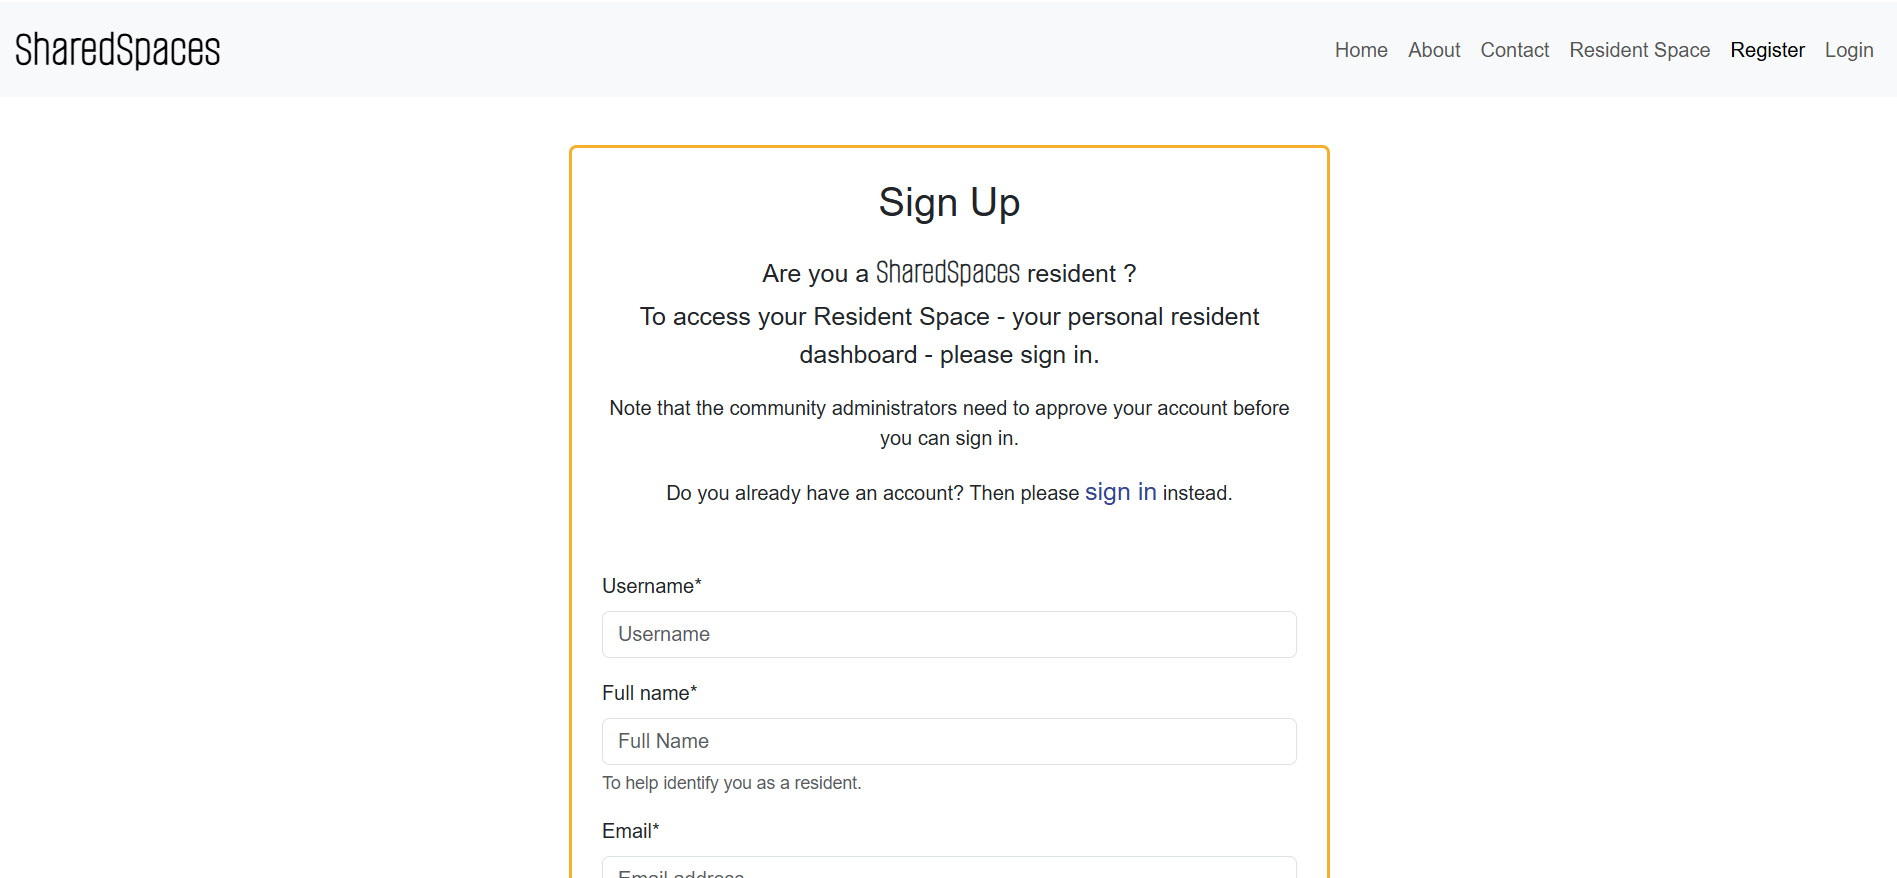 SharedSpaces
Home About Contact Resident Space Register Login
Sign Up
Are you a SharedSpaces resident ?
To access your Resident Space - your personal resident
dashboard - please sign in.
Note that the community administrators need to approve your account before
you can sign in.
Do you already have an account? Then please sign in instead.
Username*
Username
Full name*
Full Name
To help identify you as a resident.
Email*
Email address